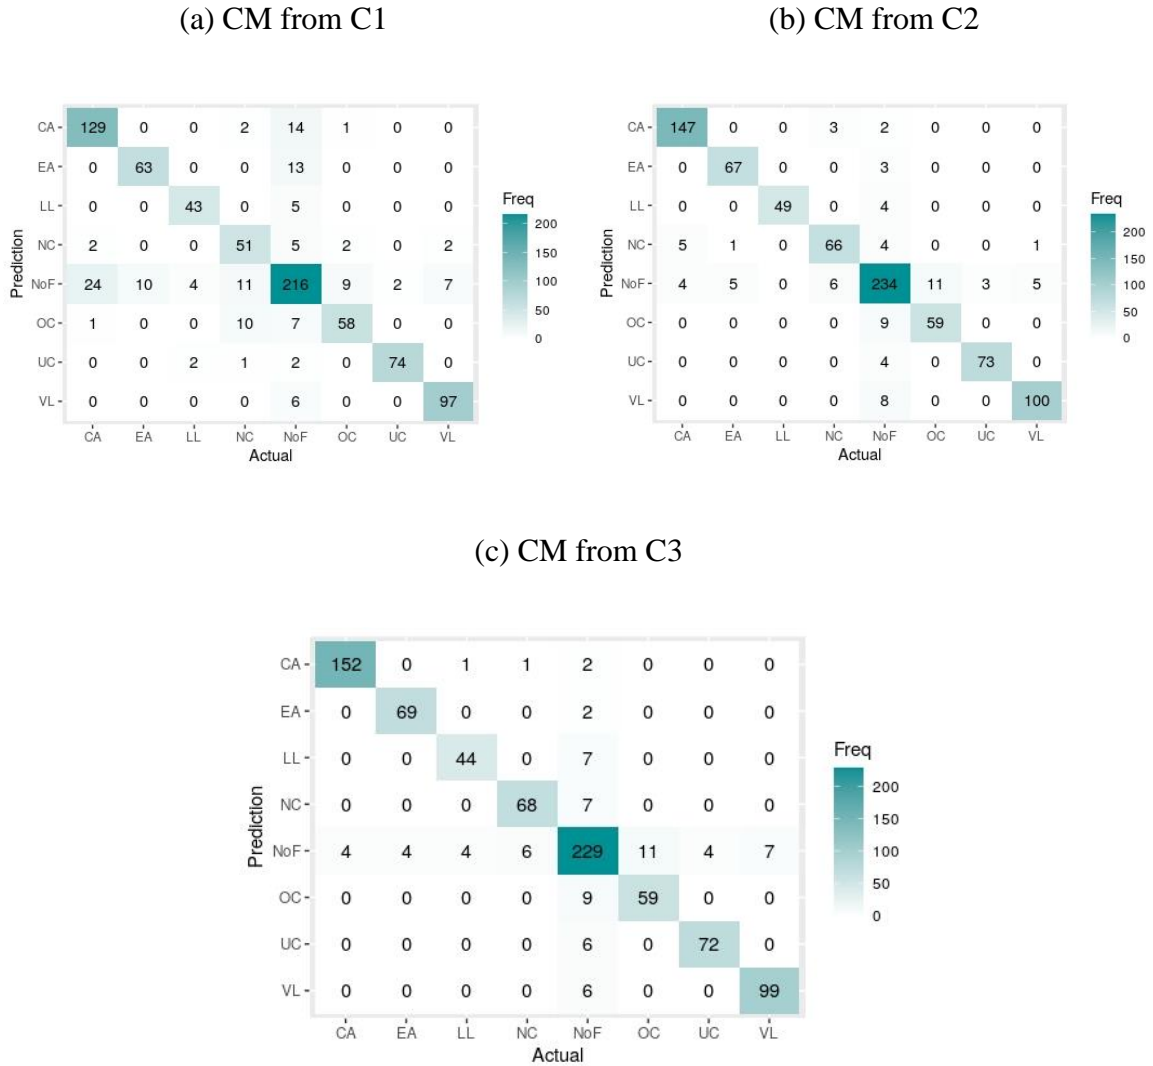 (a) CM from C1
CA 129 0 0 2 14 1 0 0
EA 0 63 0 0 13 0 0 0
LL 0 0 43 0 5 0 0 0
NC 2 0 0 51 5 2 0 2
NoF 24 10 4 11 216 9 2 7
OC 1 0 0 10 7 58 0 0
UC 0 0 2 1 2 0 74 0
VL 0 0 0 0 6 0 0 97
CA EA LL NC NoF OC UC VL
Actual
Prediction
Freq
200
150
100
50
0
(b) CM from C2
CA 147 0 0 3 2 0 0 0
EA 0 67 0 0 3 0 0 0
LL 0 0 49 0 4 0 0 0
NC 5 1 0 66 4 0 0 1
NoF 4 5 0 6 234 11 3 5
OC 0 0 0 0 9 59 0 0
UC 0 0 0 0 4 0 73 0
VL 0 0 0 0 8 0 0 100
CA EA LL NC NoF OC UC VL
Actual
Prediction
Freq
200
150
100
50
0
(c) CM from C3
CA 152 0 1 1 2 0 0 0
EA 0 69 0 0 2 0 0 0
LL 0 0 44 0 7 0 0 0
NC 0 0 0 68 7 0 0 0
NoF 4 4 4 6 229 11 4 7
OC 0 0 0 0 9 59 0 0
UC 0 0 0 0 6 0 72 0
VL 0 0 0 0 6 0 0 99
CA EA LL NC NoF OC UC VL
Actual
Prediction
Freq
200
150
100
50
0